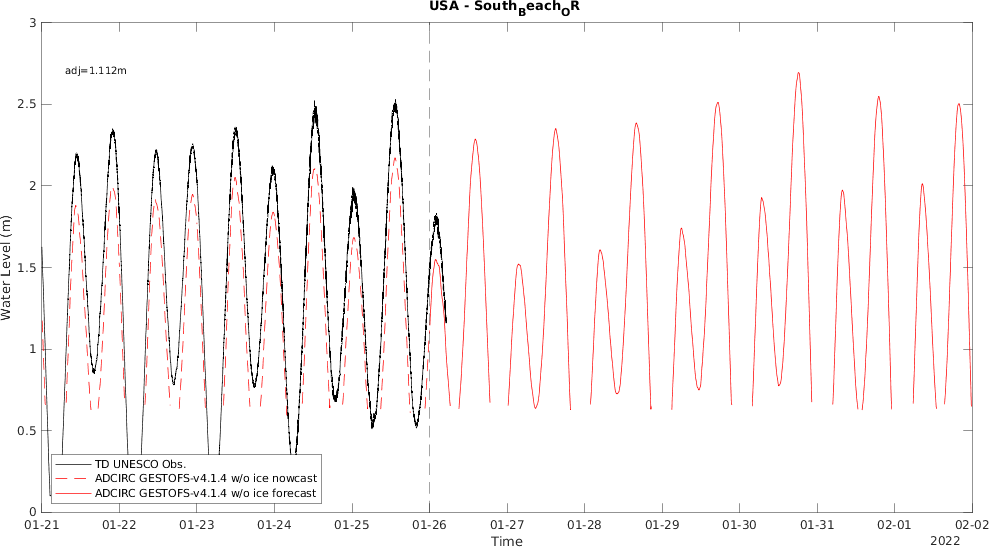 USA - SouthBeachOR
adj=1.112m
Water Level (m)
3
2.5
2
1.5
1
0.5
0
TD UNESCO Obs.
ADCIRC GESTOFS-v4.1.4 w/o ice nowcast
ADCIRC GESTOFS-v4.1.4 w/o ice forecast
01-21 01-22 01-23 01-24 01-25 01-26 01-27 01-28 01-29 01-30 01-31 02-01 02-02
Time
2022